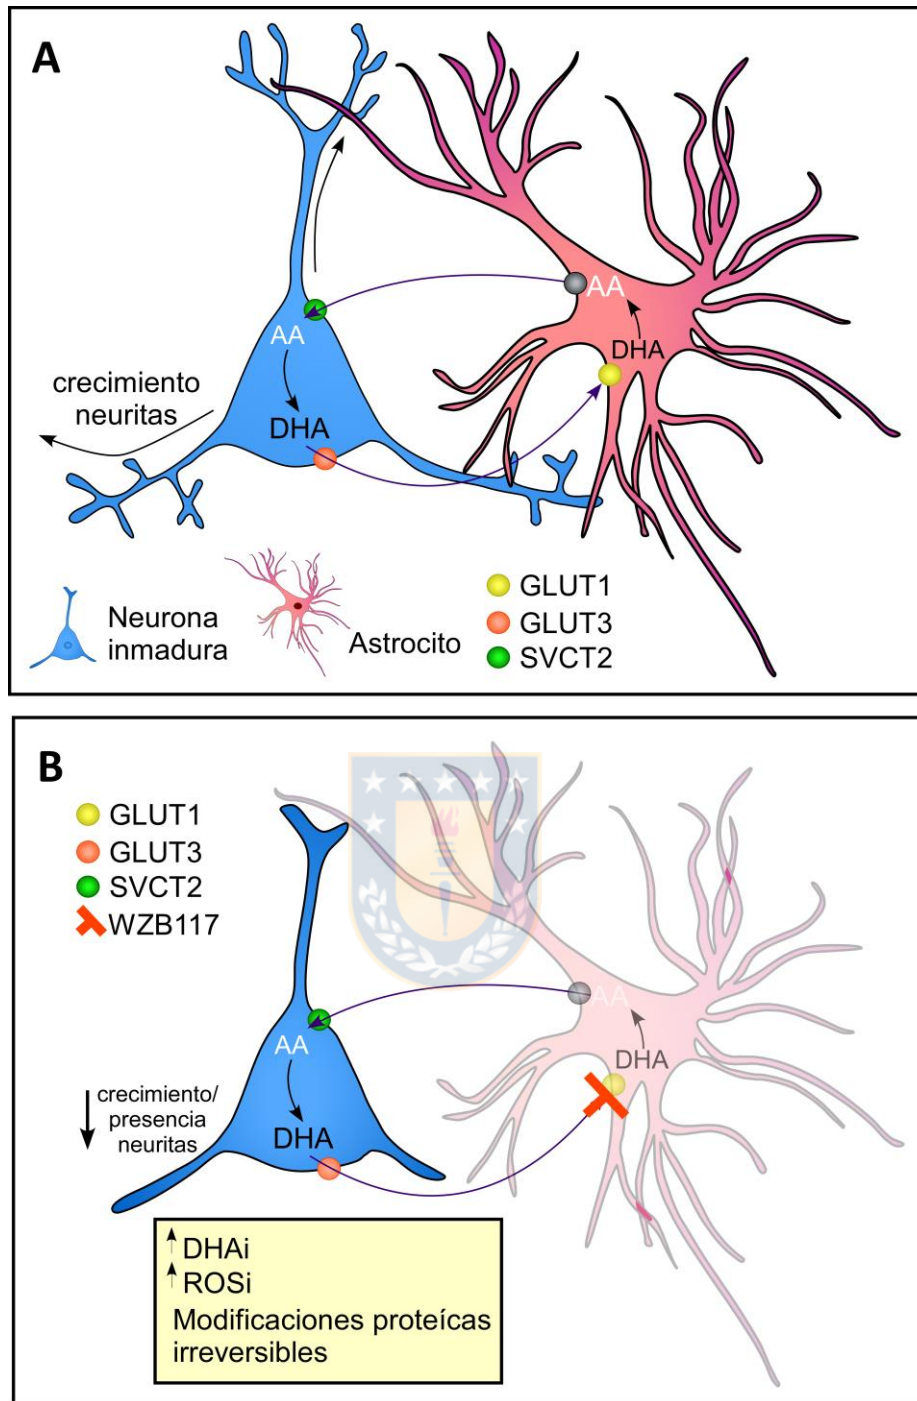 A
AA
AA
DHA
crecimiento
neuritas
DHA
Neurona
inmadura
Astrocito
GLUT1
GLUT3
SVCT2
B
GLUT1
GLUT3
SVCT2
WZB117
AA
AA
DHA
crecimiento/
presencia
neuritas
DHA
DHAi
ROSi
Modificaciones proteícas
irreversibles